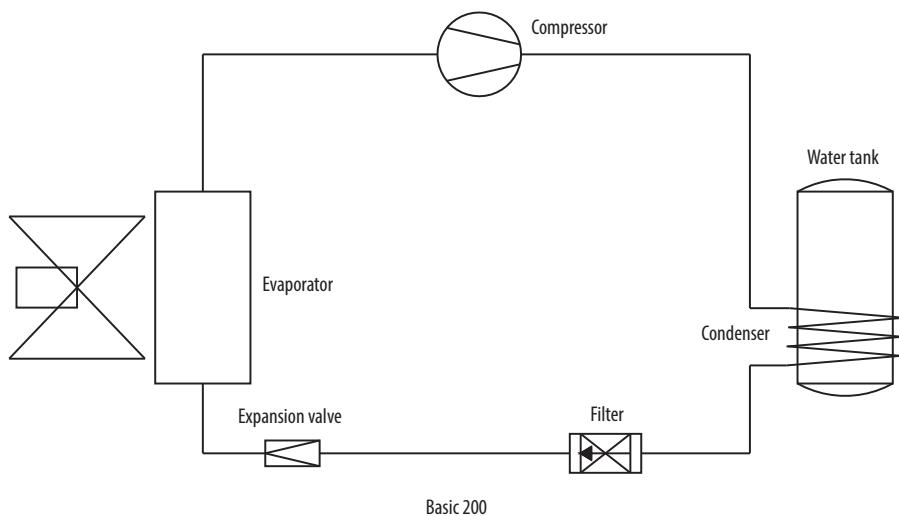 Compressor
Water tank
Evaporator
Condenser
Expansion valve
Filter
Basic 200